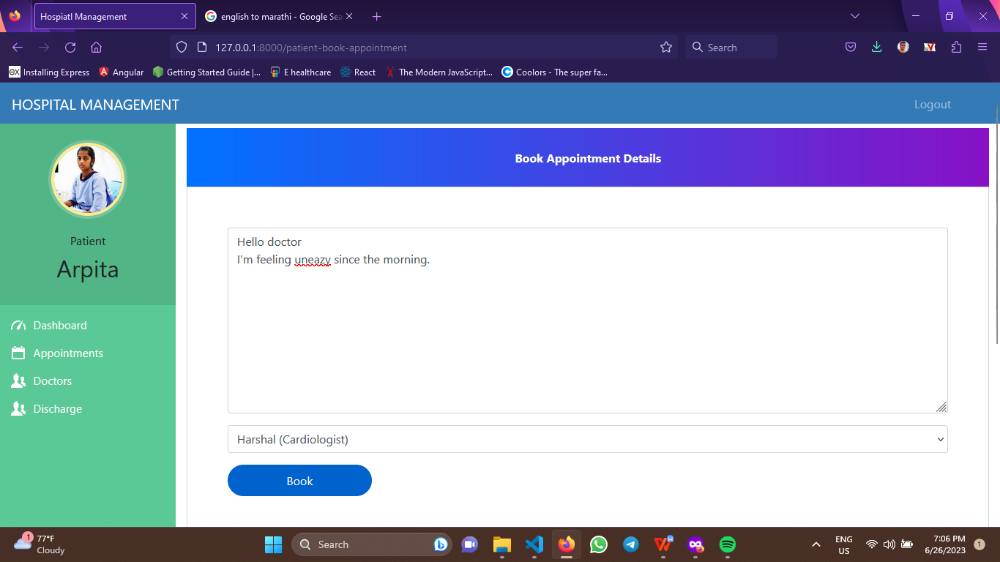 Hospiatl Management
english to marathi - Google Sea
127.0.0.1:8000/patient-book-appointment
Search
ex Installing Express
Angular
Getting Started Guide |...
E healthcare
React
The Modern JavaScript...
Coolors - The super fa...
HOSPITAL MANAGEMENT
Logout
Book Appointment Details
Patient
Arpita
Dashboard
Appointments
Doctors
Discharge
Hello doctor
I'm feeling uneazy since the morning.
Harshal (Cardiologist)
Book
1
77°F
Cloudy
Search
ENG
US
7:06 PM
6/26/2023
1